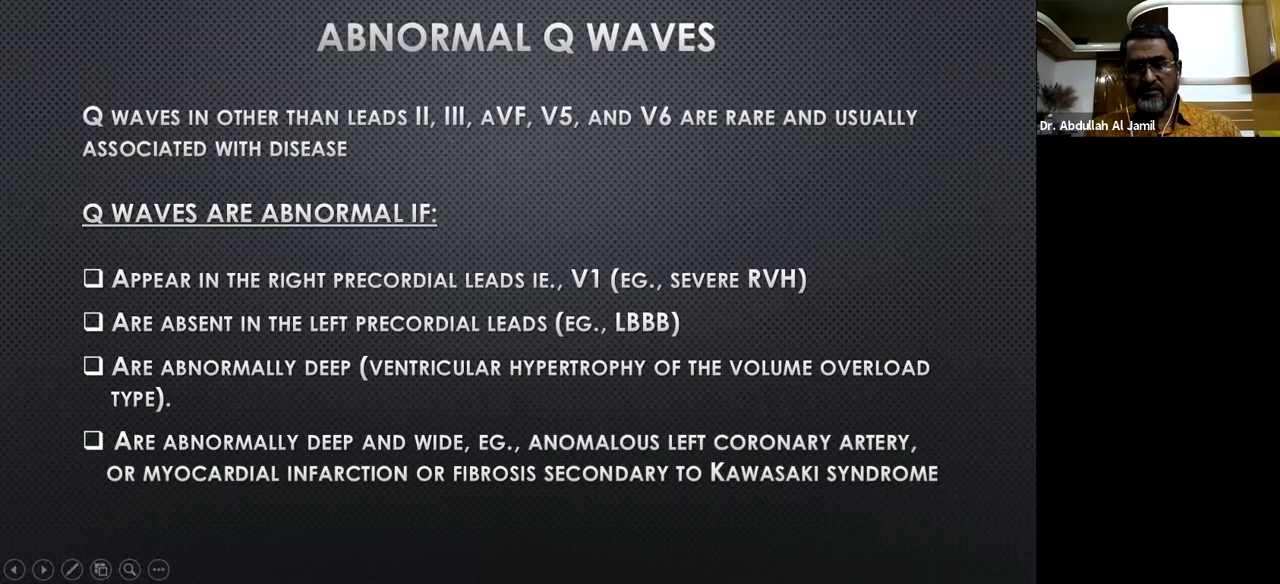 ABNORMAL Q WAVES
Q WAVES IN OTHER THAN LEADS II, III, AVF, V5, AND V6 ARE RARE AND USUALLY
ASSOCIATED WITH DISEASE
Q WAVES ARE ABNORMAL IF:
❑ APPEAR IN THE RIGHT PRECORDIAL LEADS IE., V1 (EG., SEVERE RVH)
❑ ARE ABSENT IN THE LEFT PRECORDIAL LEADS (EG., LBBB)
❑ ARE ABNORMALLY DEEP (VENTRICULAR HYPERTROPHY OF THE VOLUME OVERLOAD
TYPE).
❑ ARE ABNORMALLY DEEP AND WIDE, EG., ANOMALOUS LEFT CORONARY ARTERY,
OR MYOCARDIAL INFARCTION OR FIBROSIS SECONDARY TO KAWASAKI SYNDROME
Dr. Abdullah Al Jamil